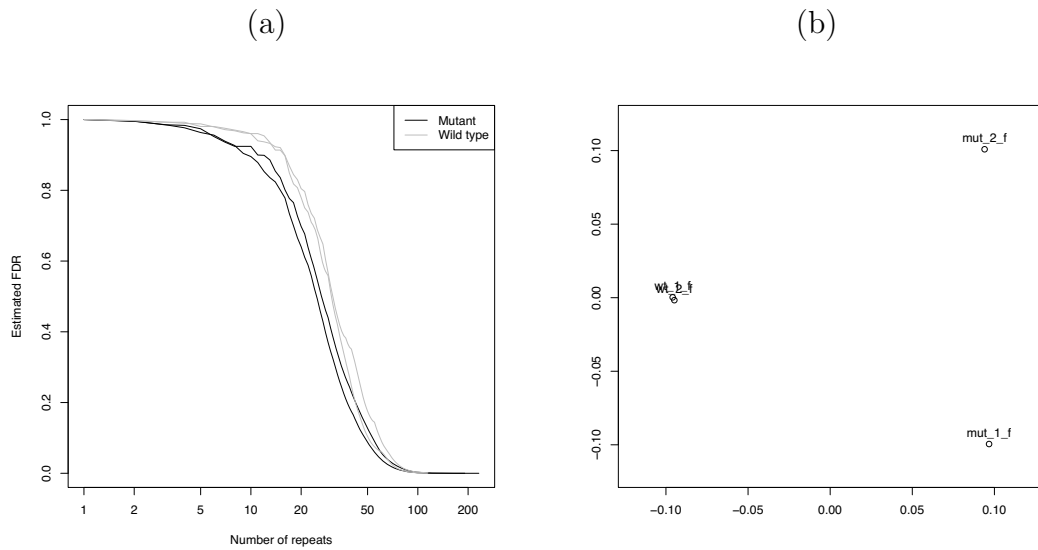 (a)
Mutant
Wild type
Estimated FDR
0.0 0.2 0.4 0.6 0.8 1.0
1 2 5 10 20 50 100 200
Number of repeats
(b)
mut_2_f
mut_1_f
−0.10 −0.05 0.00 0.05 0.10
−0.10 −0.05 0.00 0.05 0.10